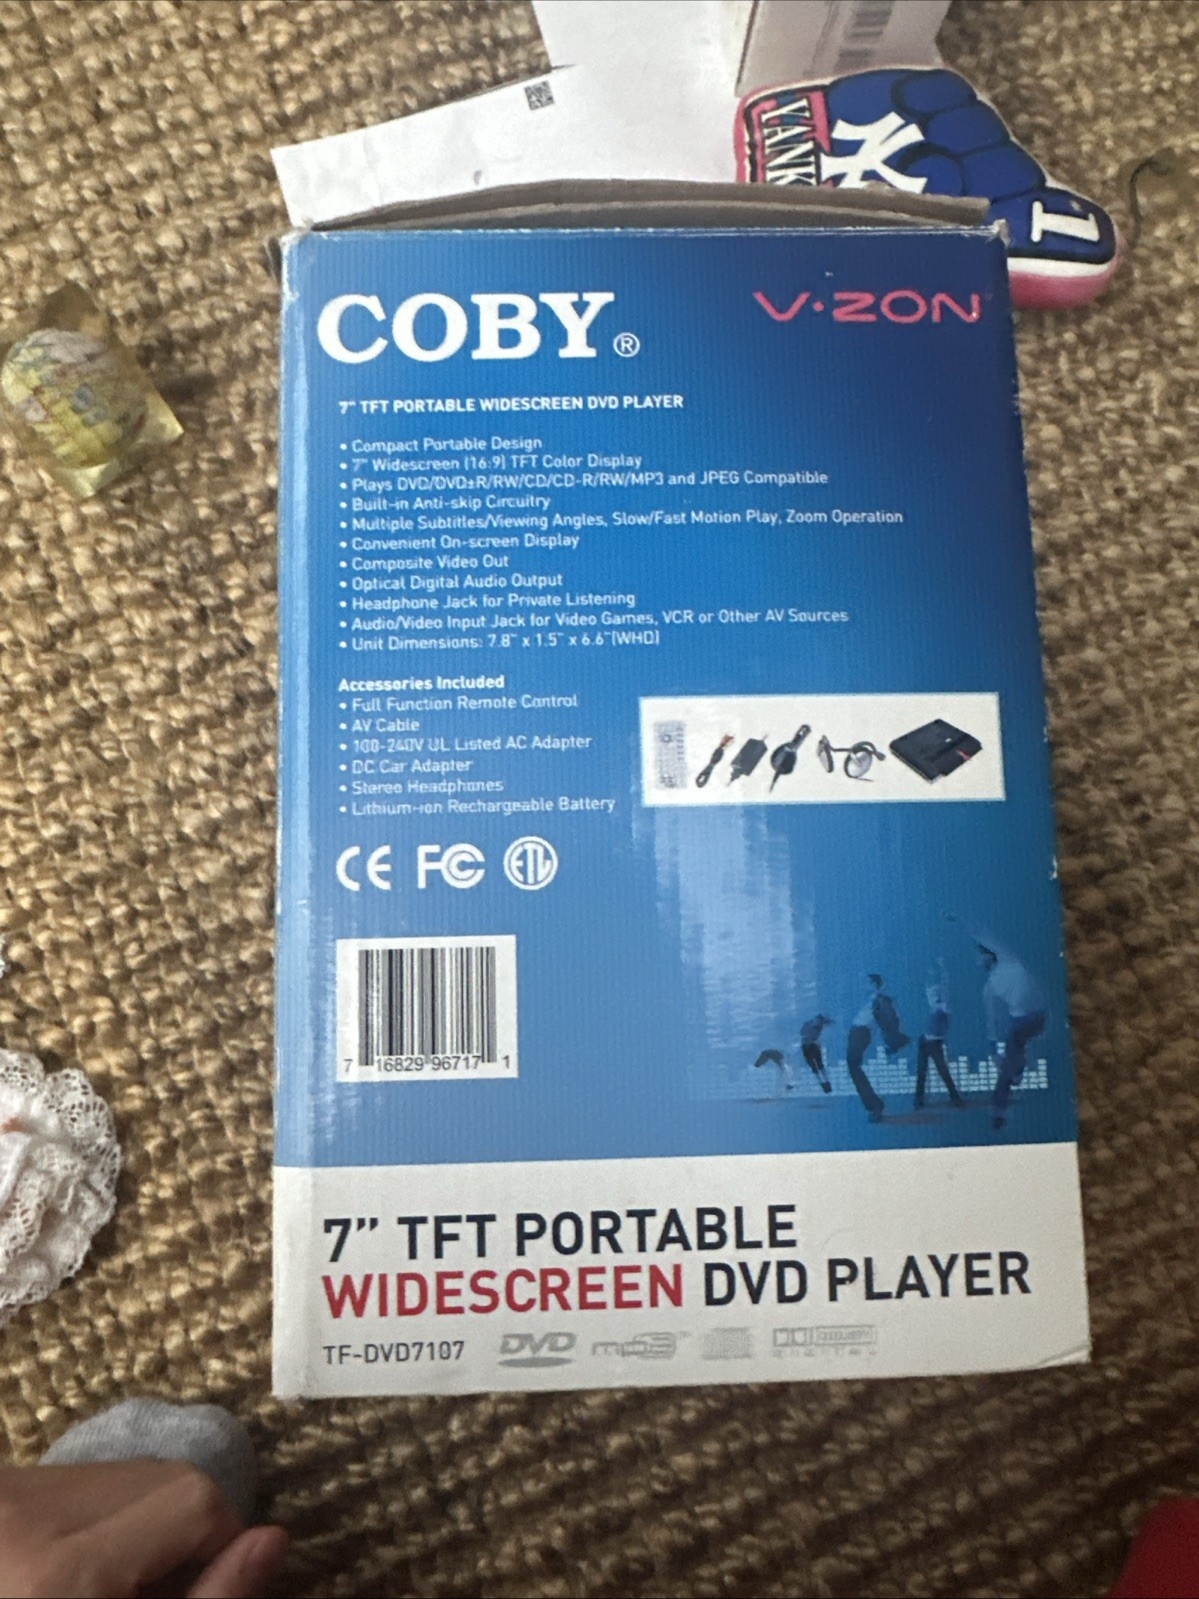 YANK
NY
1
COBY®
V·ZON
7" TFT PORTABLE WIDESCREEN DVD PLAYER
• Compact Portable Design
• 7" Widescreen (16:9) TFT Color Display
• Plays DVD/DVD±R/RW/CD/CD-R/RW/MP3 and JPEG Compatible
• Built-in Anti-skip Circuitry
• Multiple Subtitles/Viewing Angles, Slow/Fast Motion Play, Zoom Operation
• Convenient On-screen Display
• Composite Video Out
• Optical Digital Audio Output
• Headphone Jack for Private Listening
• Audio/Video Input Jack for Video Games, VCR or Other AV Sources
• Unit Dimensions: 7.8" x 1.5" x 6.6"(WHD)
Accessories Included
• Full Function Remote Control
• AV Cable
• 100-240V UL Listed AC Adapter
• DC Car Adapter
• Stereo Headphones
• Lithium-ion Rechargeable Battery
CE FC ETL
7 16829 96717 1
7" TFT PORTABLE
WIDESCREEN DVD PLAYER
TF-DVD7107 DVD mp3